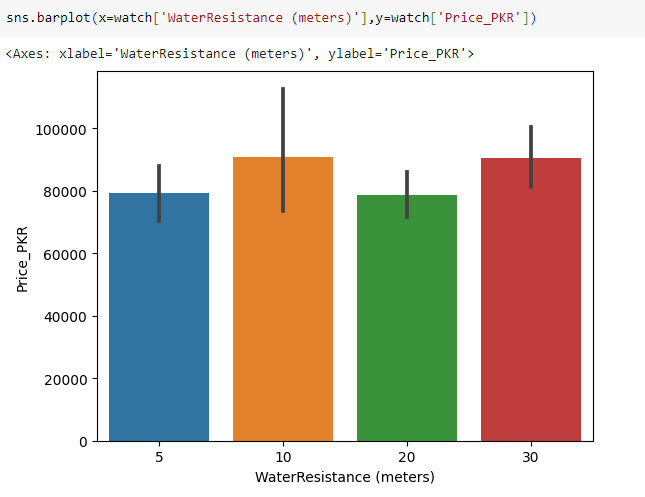 sns.barplot(x=watch['WaterResistance (meters)'],y=watch['Price_PKR'])
<Axes: xlabel='WaterResistance (meters)', ylabel='Price_PKR'>
100000
80000
60000
40000
20000
0
Price_PKR
5 10 20 30
WaterResistance (meters)